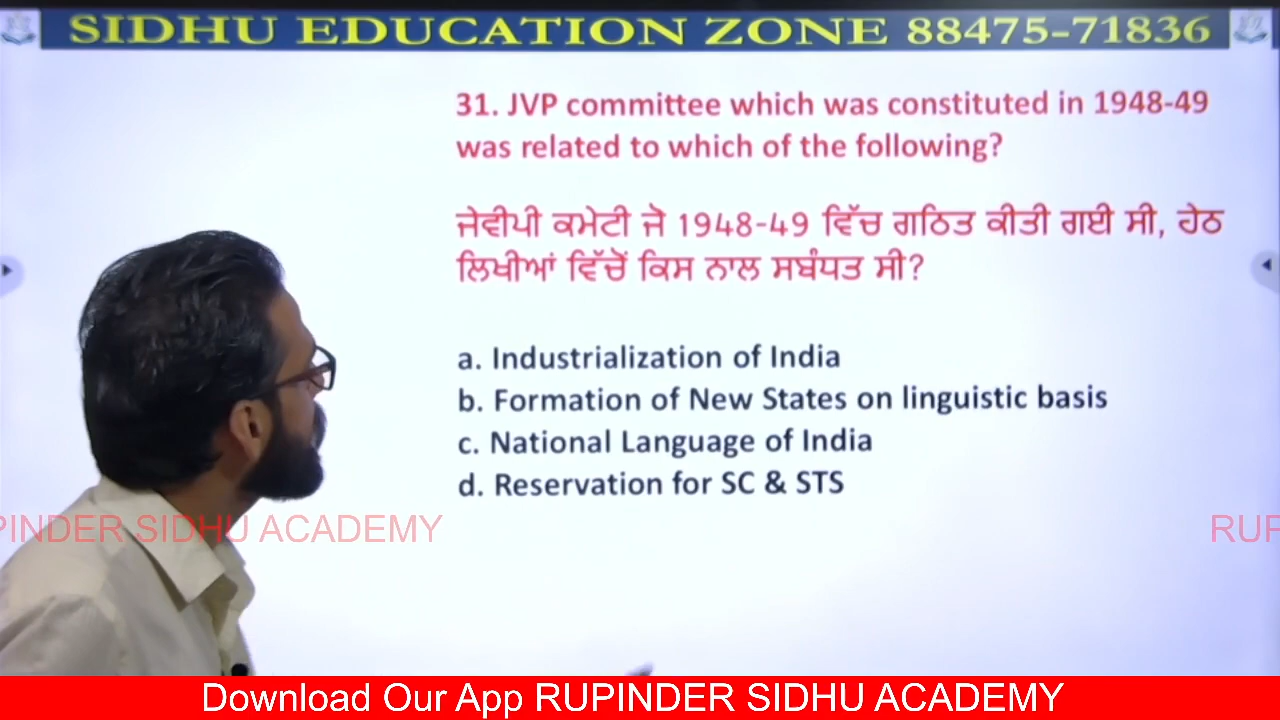 SIDHU EDUCATION ZONE 88475-71836
31. JVP committee which was constituted in 1948-49
was related to which of the following?
ਜੇਵੀਪੀ ਕਮੇਟੀ ਜੋ 1948-49 ਵਿੱਚ ਗਠਿਤ ਕੀਤੀ ਗਈ ਸੀ, ਹੇਠ
ਲਿਖੀਆਂ ਵਿੱਚੋਂ ਕਿਸ ਨਾਲ ਸਬੰਧਤ ਸੀ?
a. Industrialization of India
b. Formation of New States on linguistic basis
c. National Language of India
d. Reservation for SC & STS
PINDER SIDHU ACADEMY
RUP
Download Our App RUPINDER SIDHU ACADEMY